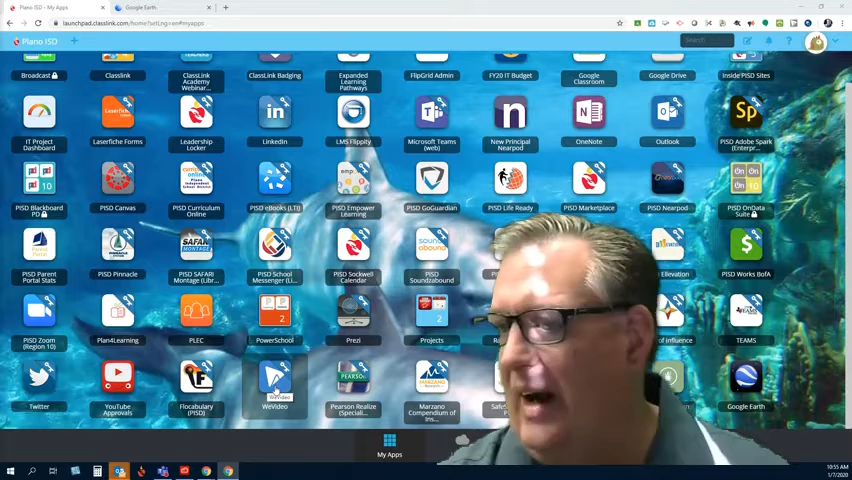 Plano ISD - My Apps
Google Earth
launchpad.classlink.com/home?setLng=en#myapps
Plano ISD
Search
Broadcast
Classlink
ClassLink
Academy
Webinar...
ClassLink Badging
Expanded
Learning
Pathways
FlipGrid Admin
FY20 IT Budget
Google
Classroom
Google Drive
Inside PISD Sites
IT Project
Dashboard
Laserfiche Forms
Leadership
Locker
LinkedIn
LMS Flippity
Microsoft Teams
(web)
New Principal
Nearpod
OneNote
Outlook
PISD Adobe Spark
(Enterpr...
PISD Blackboard
PD
PISD Canvas
PISD Curriculum
Online
PISD eBooks (LTI)
PISD Empower
Learning
PISD GoGuardian
PISD Life Ready
PISD Marketplace
PISD Nearpod
PISD OnData
Suite
PISD Parent
Portal Stats
PISD Pinnacle
PISD SAFARI
Montage (Libr...
PISD School
Messenger (Li...
PISD Sockwell
Calendar
PISD
Soundzabound
Ellevation
PISD Works BofA
PISD Zoom
(Region 10)
Plan4Learning
PLEC
PowerSchool
Prezi
Projects
of Influence
TEAMS
Twitter
YouTube
Approvals
Flocabulary
(PISD)
WeVideo
WeVideo
Pearson Realize
(Speciali...
Marzano
Compendium of
Ins...
Google Earth
My Apps
10:55 AM
1/7/2020